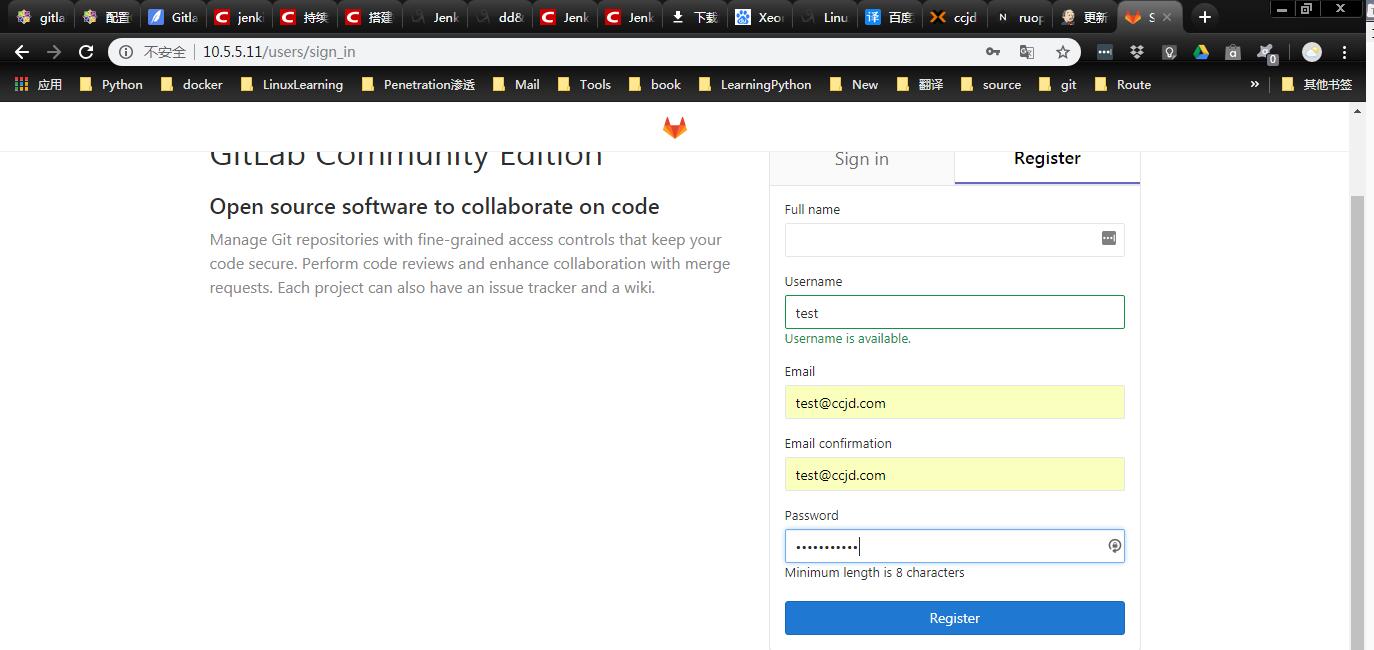 gitla 配置 Gitla jenki 持续 搭建 Jenk dd8& Jenk Jenk 下载 Xeor Linu 百度 ccjd ruop 更新 S
不安全 10.5.5.11/users/sign_in
应用 Python docker LinuxLearning Penetration渗透 Mail Tools book LearningPython New 翻译 source git Route » 其他书签
GitLab Community Edition
Sign in Register
Open source software to collaborate on code
Manage Git repositories with fine-grained access controls that keep your
code secure. Perform code reviews and enhance collaboration with merge
requests. Each project can also have an issue tracker and a wiki.
Full name
Username
test
Username is available.
Email
test@ccjd.com
Email confirmation
test@ccjd.com
Password
•••••••••••
Minimum length is 8 characters
Register